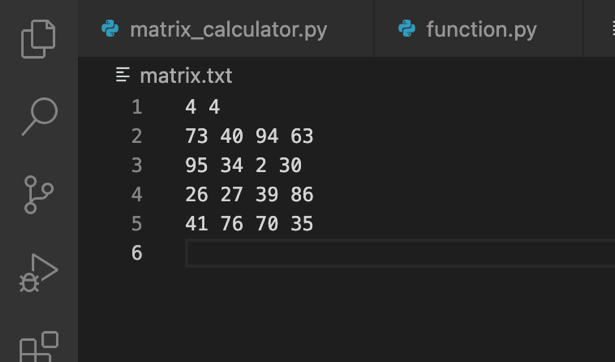 matrix_calculator.py function.py
matrix.txt
1 4 4
2 73 40 94 63
3 95 34 2 30
4 26 27 39 86
5 41 76 70 35
6